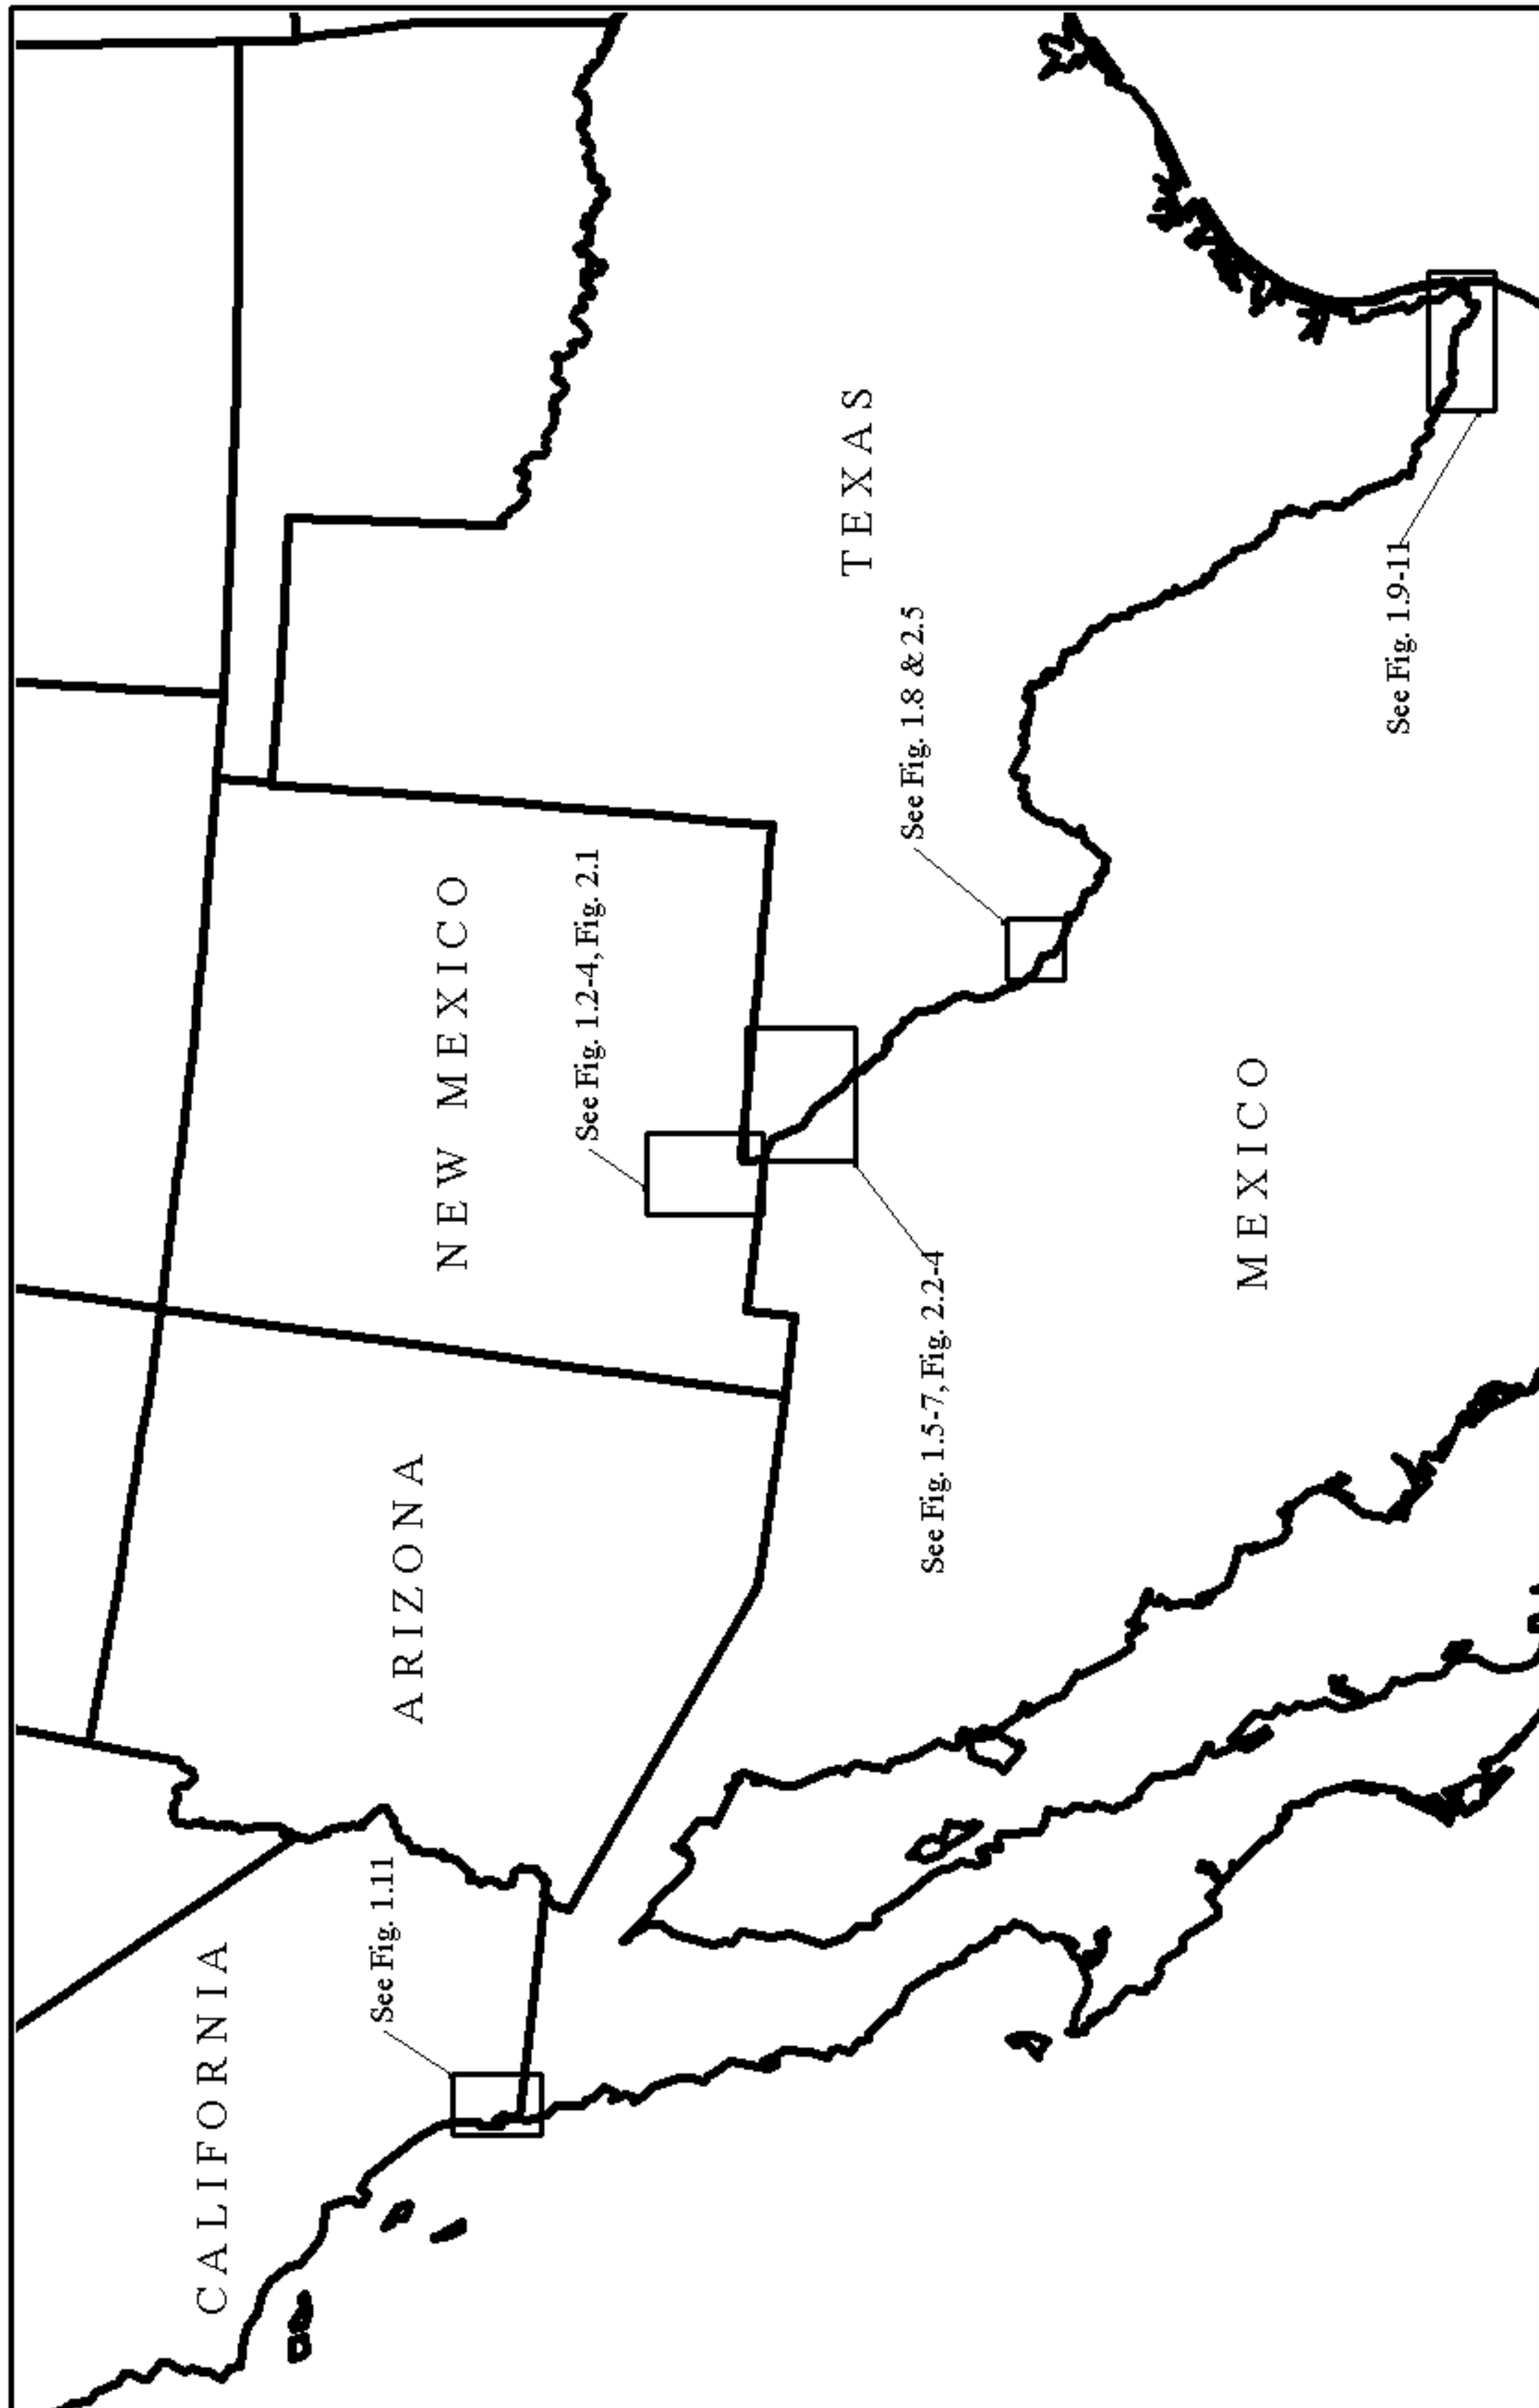 CALIFORNIA
ARIZONA
NEW MEXICO
TEXAS
MEXICO
See Fig. 1.11
See Fig. 1.2-4, Fig. 2.1
See Fig. 1.5-7, Fig. 2.2-4
See Fig. 1.8 & 2.5
See Fig. 1.9-11